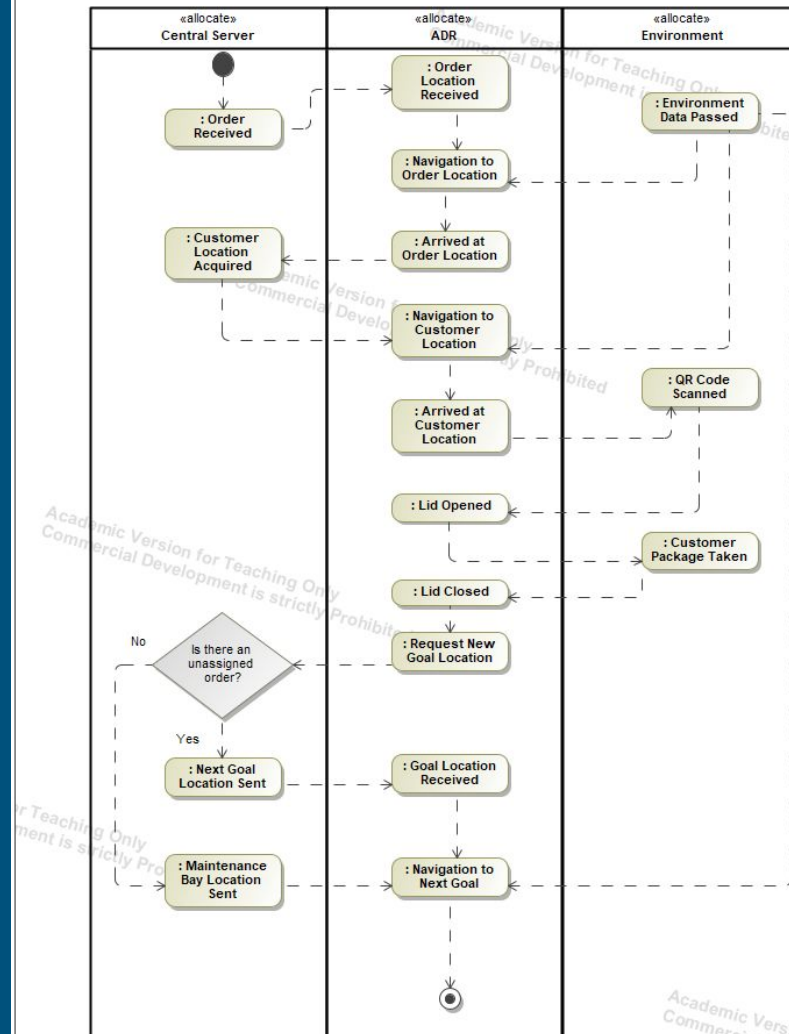 «allocate»
Central Server
«allocate»
ADR
«allocate»
Environment
: Order
Received
: Order
Location
Received
: Environment
Data Passed
: Navigation to
Order Location
: Customer
Location
Acquired
: Arrived at
Order Location
: Navigation to
Customer
Location
: QR Code
Scanned
: Arrived at
Customer
Location
: Lid Opened
: Customer
Package Taken
: Lid Closed
No
Is there an
unassigned
order?
: Request New
Goal Location
Yes
: Next Goal
Location Sent
: Goal Location
Received
: Maintenance
Bay Location
Sent
: Navigation to
Next Goal
Academic Version for Teaching Only
Commercial Development is strictly Prohibited